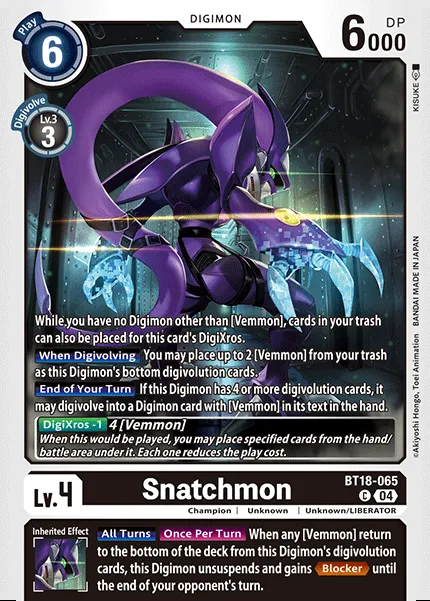 Play
6
DIGIMON
6000
DP
Digivolve
Lv.3
3
KISUKE
While you have no Digimon other than [Vemmon], cards in your trash
can also be placed for this card's DigiXros.
When Digivolving You may place up to 2 [Vemmon] from your trash
as this Digimon's bottom digivolution cards.
End of Your Turn If this Digimon has 4 or more digivolution cards, it
may digivolve into a Digimon card with [Vemmon] in its text in the hand.
DigiXros -1 4 [Vemmon]
When this would be played, you may place specified cards from the hand/
battle area under it. Each one reduces the play cost.
©Akiyoshi Hongo, Toei Animation BANDAI MADE IN JAPAN
Lv.4
Snatchmon
BT18-065
C 04
Champion | Unknown | Unknown/LIBERATOR
Inherited Effect
All Turns Once Per Turn When any [Vemmon] return
to the bottom of the deck from this Digimon's digivolution
cards, this Digimon unsuspends and gains Blocker until
the end of your opponent's turn.